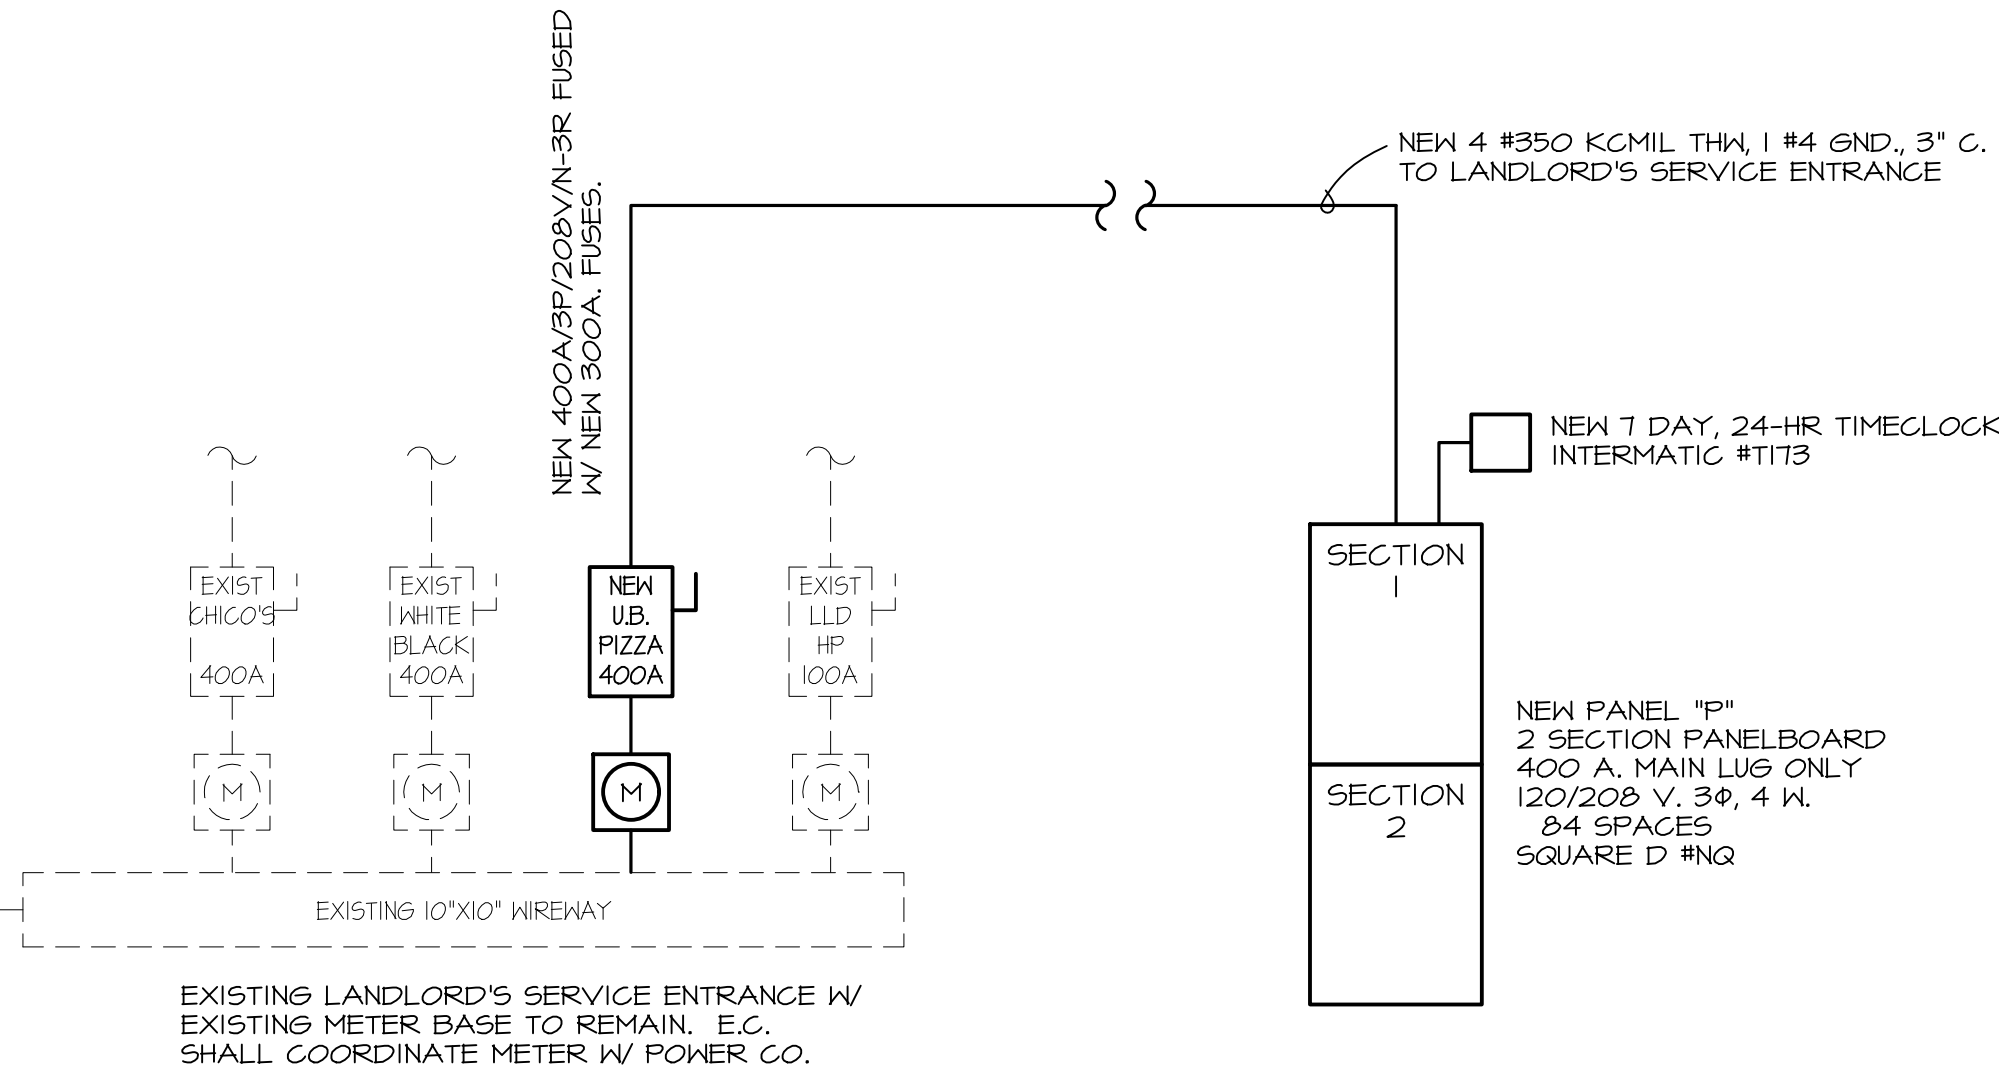 NEW 400A/3P/208V/N-3R FUSED
W/ NEW 300A. FUSES.
NEW 4 #350 KCMIL THW, 1 #4 GND., 3" C.
TO LANDLORD'S SERVICE ENTRANCE
NEW 7 DAY, 24-HR TIMECLOCK
INTERMATIC #T173
EXIST
CHICO'S
400A
EXIST
WHITE
BLACK
400A
NEW
U.B.
PIZZA
400A
EXIST
LLD
HP
100A
M
M
M
M
SECTION
1
SECTION
2
NEW PANEL "P"
2 SECTION PANELBOARD
400 A. MAIN LUG ONLY
120/208 V. 3Φ, 4 W.
84 SPACES
SQUARE D #NQ
EXISTING 10"X10" WIREWAY
EXISTING LANDLORD'S SERVICE ENTRANCE W/
EXISTING METER BASE TO REMAIN. E.C.
SHALL COORDINATE METER W/ POWER CO.